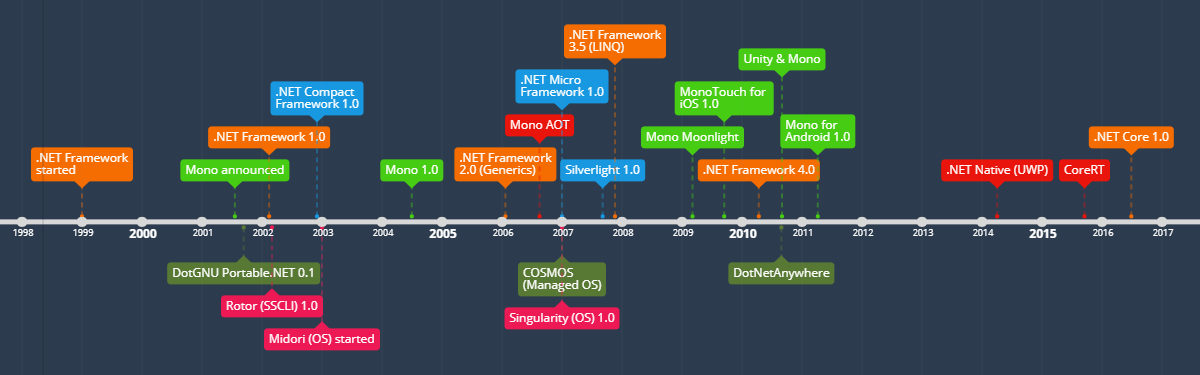 .NET Framework
3.5 (LINQ)
Unity & Mono
.NET Compact
Framework 1.0
.NET Micro
Framework 1.0
MonoTouch for
iOS 1.0
.NET Framework 1.0
Mono AOT
Mono Moonlight
Mono for
Android 1.0
.NET Core 1.0
.NET Framework
started
Mono announced
Mono 1.0
.NET Framework
2.0 (Generics)
Silverlight 1.0
.NET Framework 4.0
.NET Native (UWP)
CoreRT
1998
1999
2000
2001
2002
2003
2004
2005
2006
2007
2008
2009
2010
2011
2012
2013
2014
2015
2016
2017
DotGNU Portable.NET 0.1
COSMOS
(Managed OS)
DotNetAnywhere
Rotor (SSCLI) 1.0
Singularity (OS) 1.0
Midori (OS) started